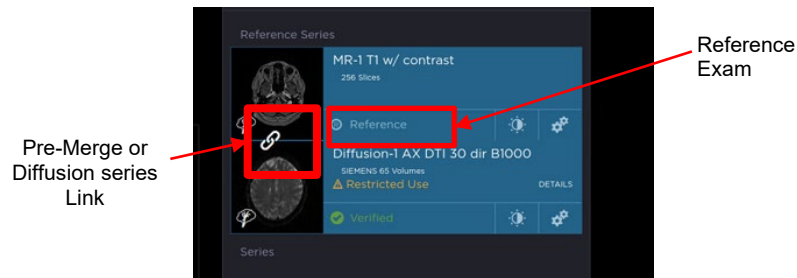 Reference Series
MR-1 T1 w/ contrast
256 Slices
Reference
Exam
Reference
Pre-Merge or
Diffusion series
Link
Diffusion-1 AX DTI 30 dir B1000
SIEMENS 65 Volumes
Restricted Use
DETAILS
Verified
Series